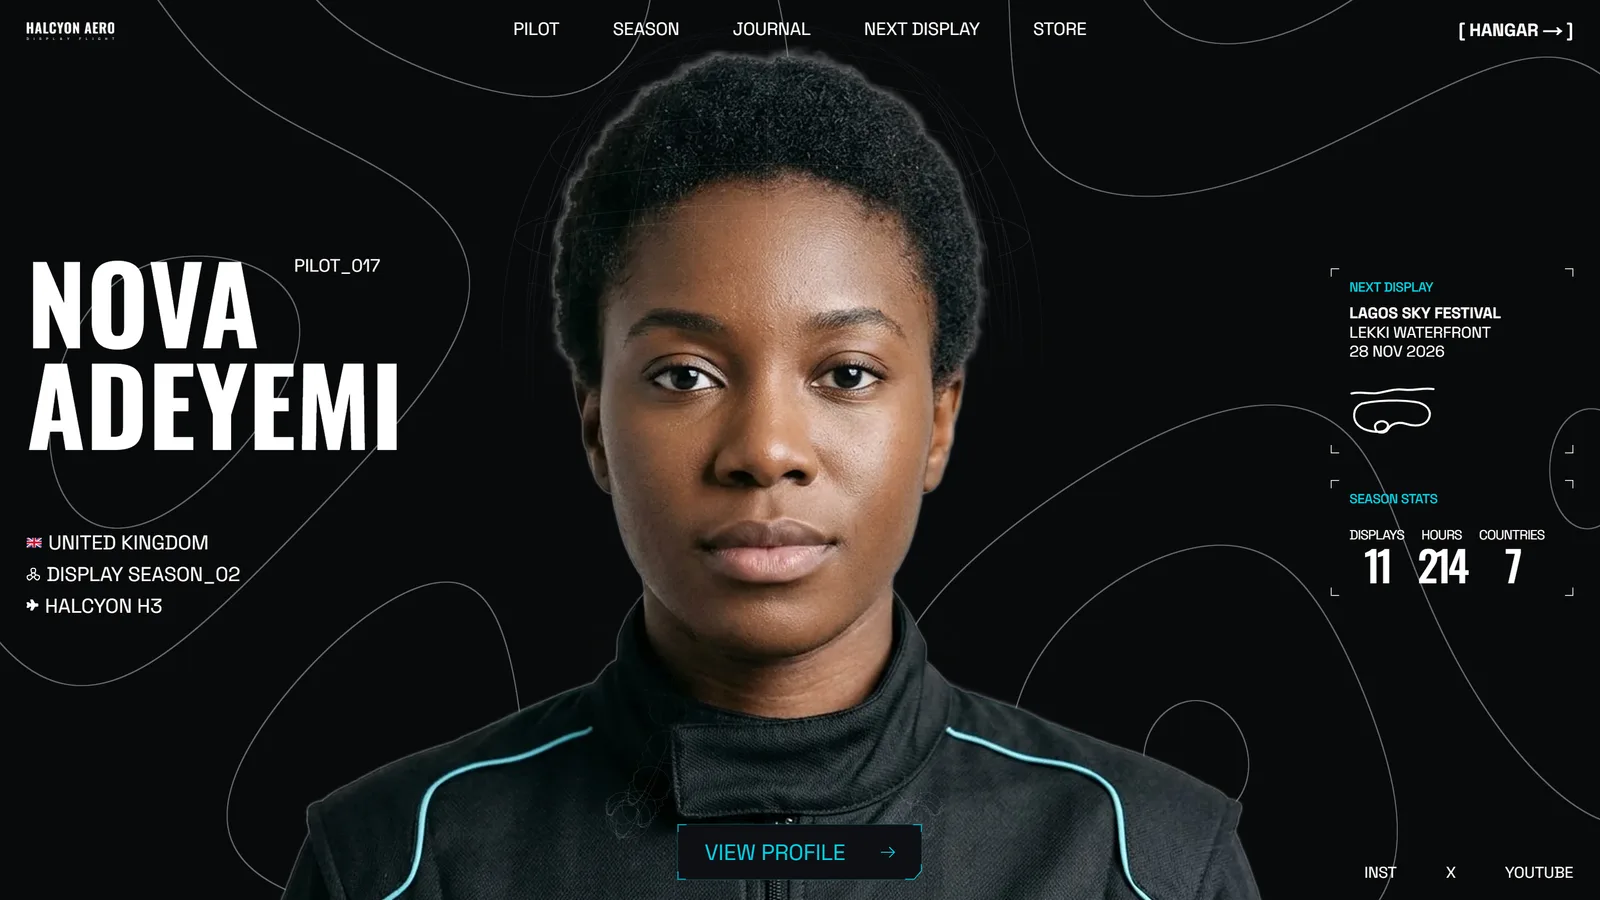 HALCYON AERO
DISPLAY FLIGHT
PILOT
SEASON
JOURNAL
NEXT DISPLAY
STORE
[ HANGAR → ]
NOVA
ADEYEMI
PILOT_017
UNITED KINGDOM
DISPLAY SEASON_02
HALCYON H3
NEXT DISPLAY
LAGOS SKY FESTIVAL
LEKKI WATERFRONT
28 NOV 2026
SEASON STATS
DISPLAYS HOURS COUNTRIES
11 214 7
VIEW PROFILE →
INST
X
YOUTUBE